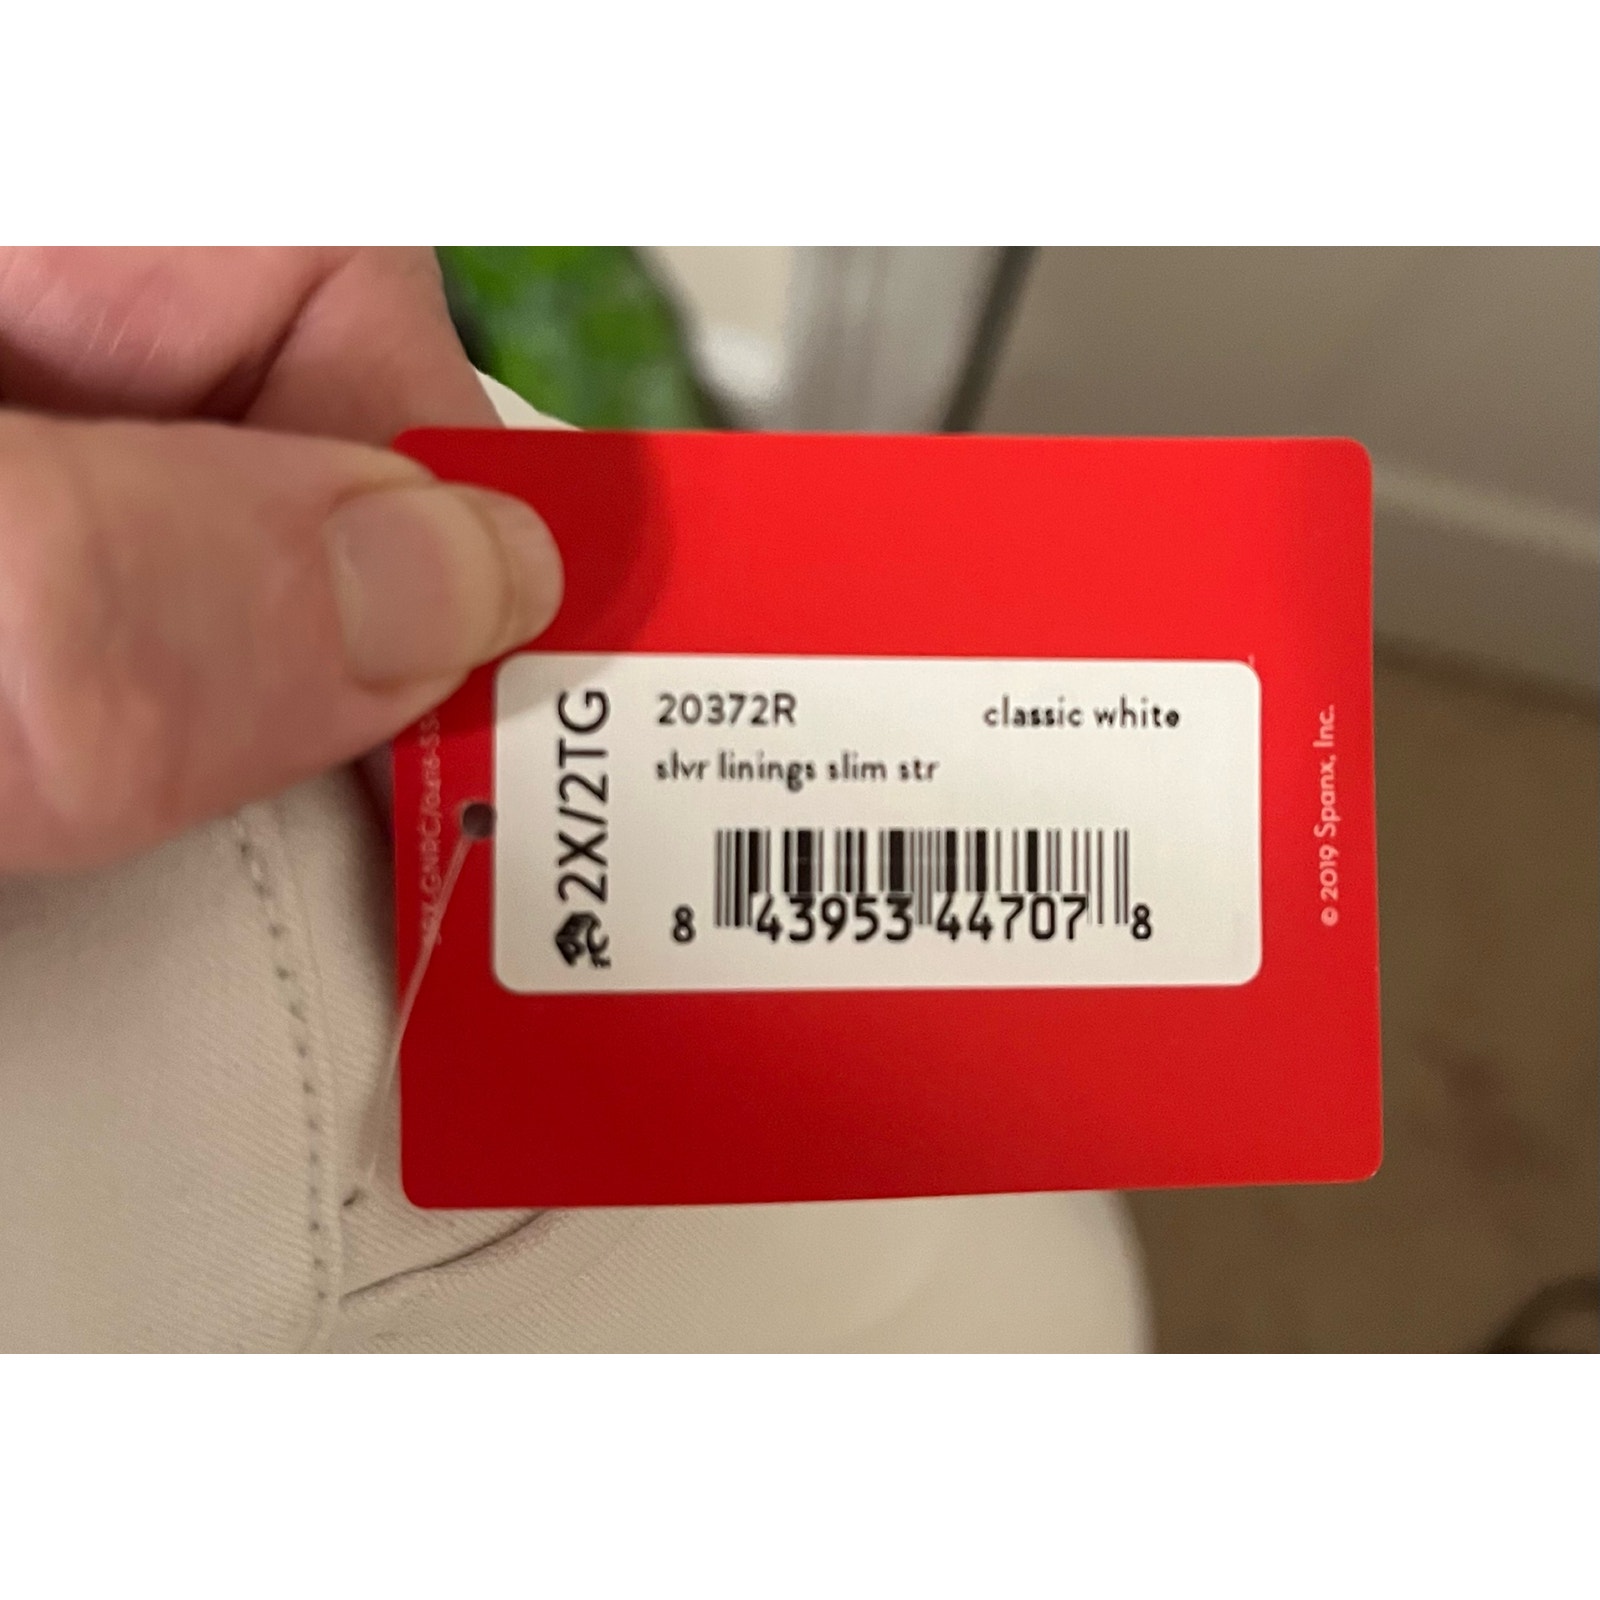 20372R
classic white
slvr linings slim str
2X/2TG
8 43953 44707 8
© 2019 Spanx, Inc.